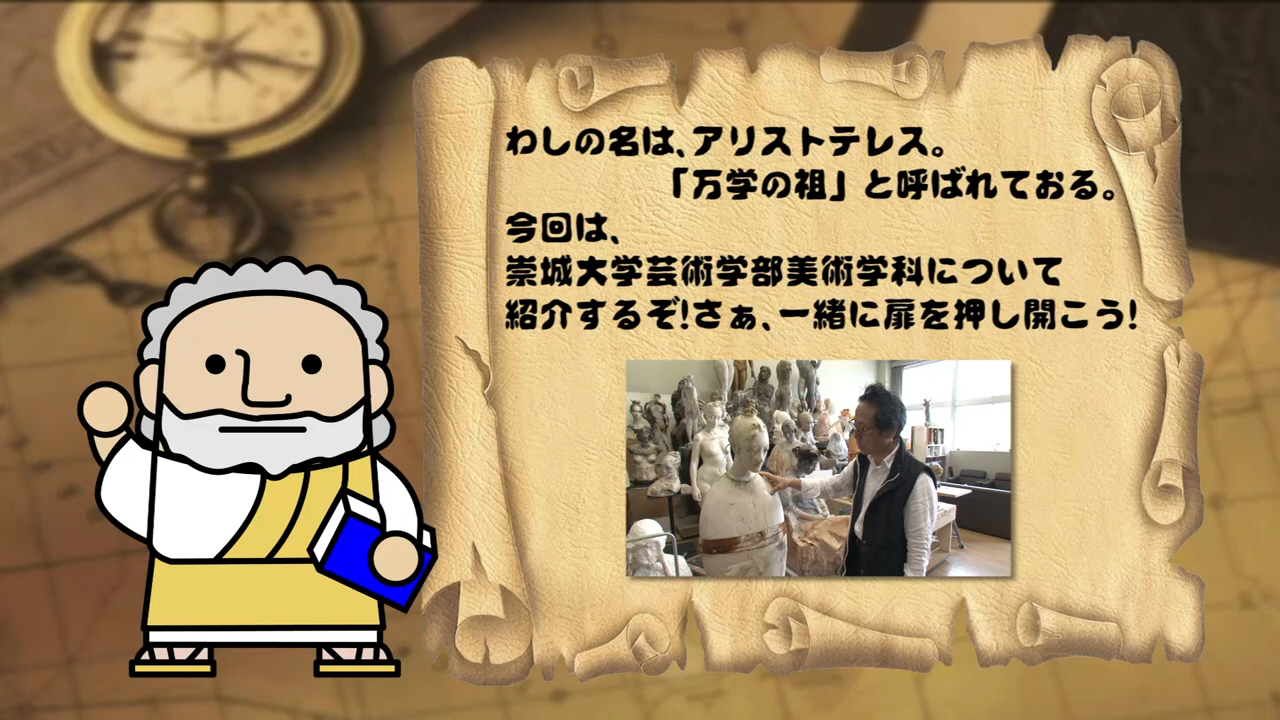 わしの名は、アリストテレス。
「万学の祖」と呼ばれておる。
今回は、
崇城大学芸術学部美術学科について
紹介するぞ!さぁ、一緒に扉を押し開こう!